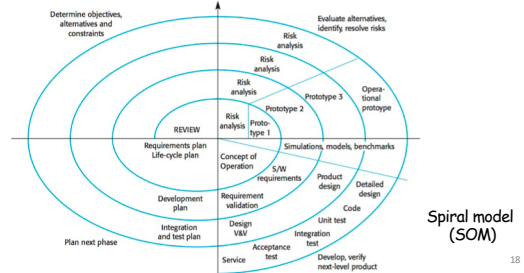 Determine objectives,
alternatives and
constraints
Evaluate alternatives,
identify, resolve risks
Risk
analysis
Risk
analysis
Risk
analysis
Risk
analysis
Opera-
tional
protoype
Prototype 3
Prototype 2
Proto-
type 1
REVIEW
Requirements plan
Life-cycle plan
Simulations, models, benchmarks
Concept of
Operation
S/W
requirements
Product
design
Detailed
design
Development
plan
Requirement
validation
Code
Unit test
Integration
and test plan
Design
V&V
Integration
test
Plan next phase
Acceptance
test
Service
Develop, verify
next-level product
Spiral model
(SOM)
18